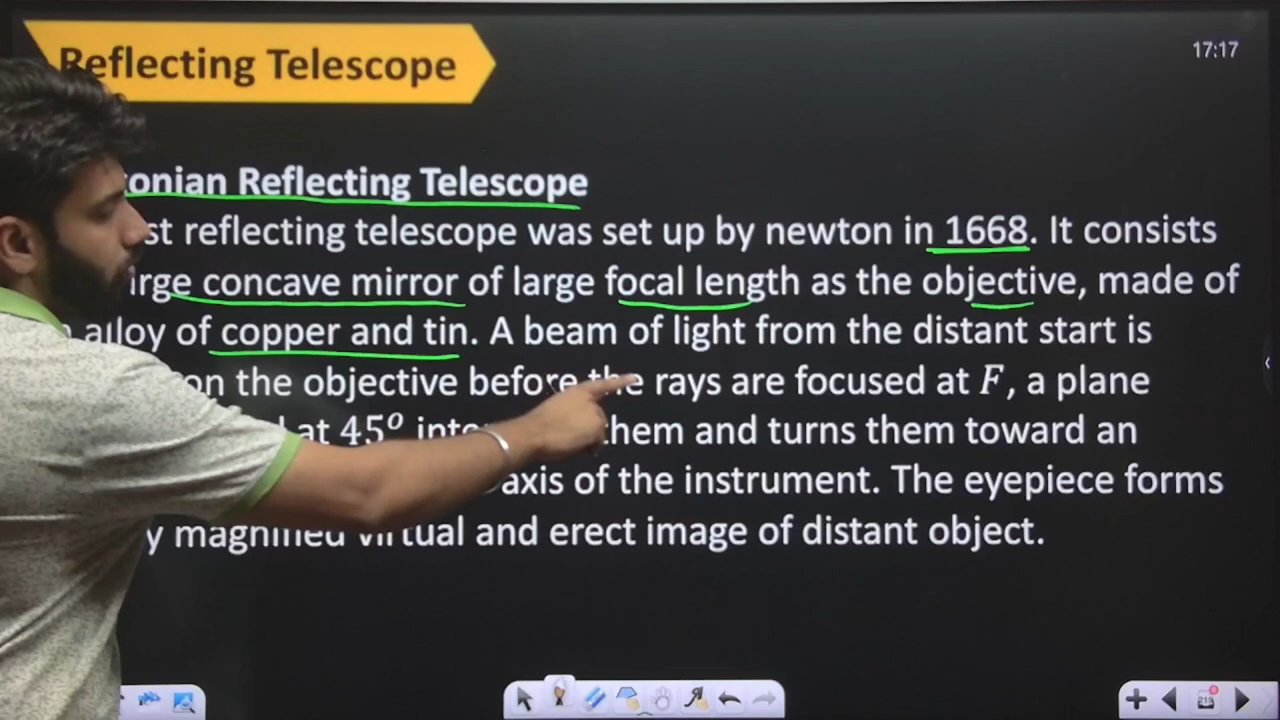 Reflecting Telescope
17:17
tonian Reflecting Telescope
st reflecting telescope was set up by newton in 1668. It consists
rge concave mirror of large focal length as the objective, made of
alloy of copper and tin. A beam of light from the distant start is
on the objective before the rays are focused at F, a plane
at 45° them and turns them toward an
axis of the instrument. The eyepiece forms
y magnified virtual and erect image of distant object.